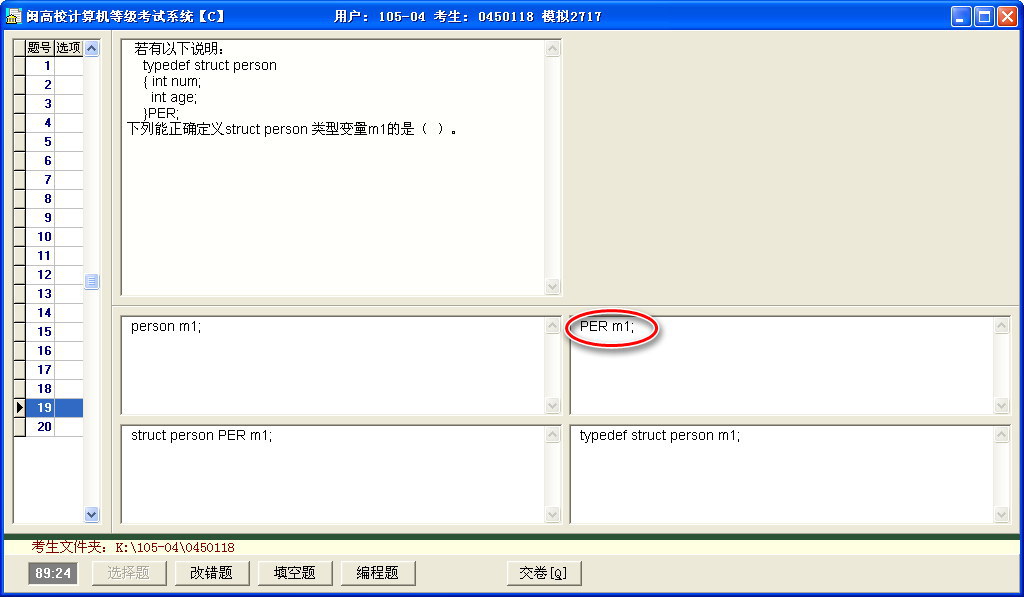 闽高校计算机等级考试系统【C】 用户: 105-04 考生: 0450118 模拟2717
题号 选项
1
2
3
4
5
6
7
8
9
10
11
12
13
14
15
16
17
18
19
20
若有以下说明:
typedef struct person
{ int num;
int age;
}PER;
下列能正确定义struct person 类型变量m1的是（ ）。
person m1;
PER m1;
struct person PER m1;
typedef struct person m1;
考生文件夹: K:\105-04\0450118
89:24 选择题 改错题 填空题 编程题 交卷[Q]